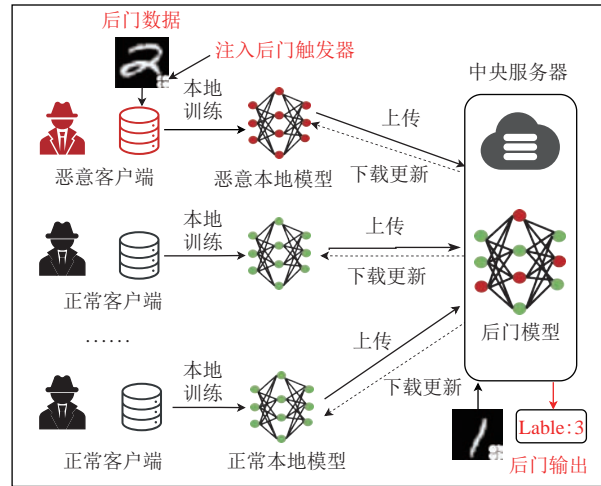 后门数据
注入后门触发器
中央服务器
本地
训练
上传
下载更新
恶意客户端
恶意本地模型
本地
训练
上传
下载更新
正常客户端
后门模型
……
本地
训练
上传
下载更新
Lable:3
正常客户端
正常本地模型
后门输出